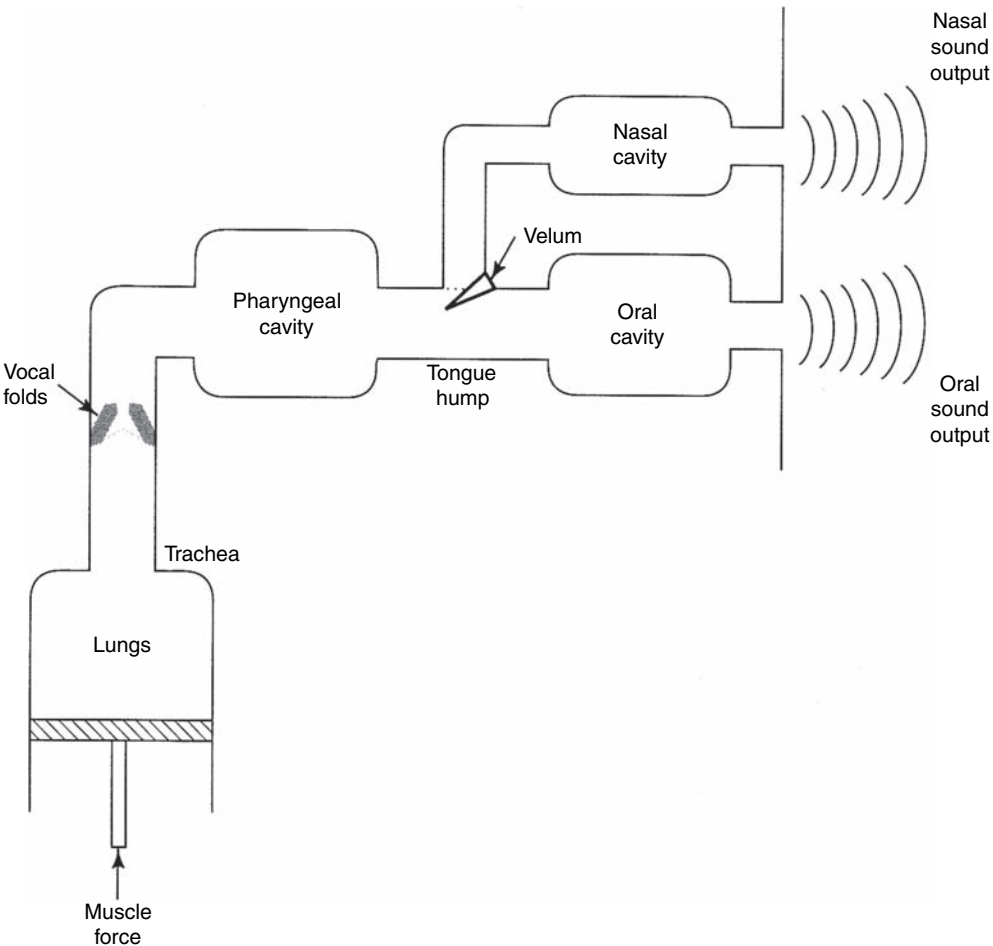 Nasal
sound
output
Nasal
cavity
Velum
Pharyngeal
cavity
Oral
cavity
Vocal
folds
Tongue
hump
Oral
sound
output
Trachea
Lungs
Muscle
force